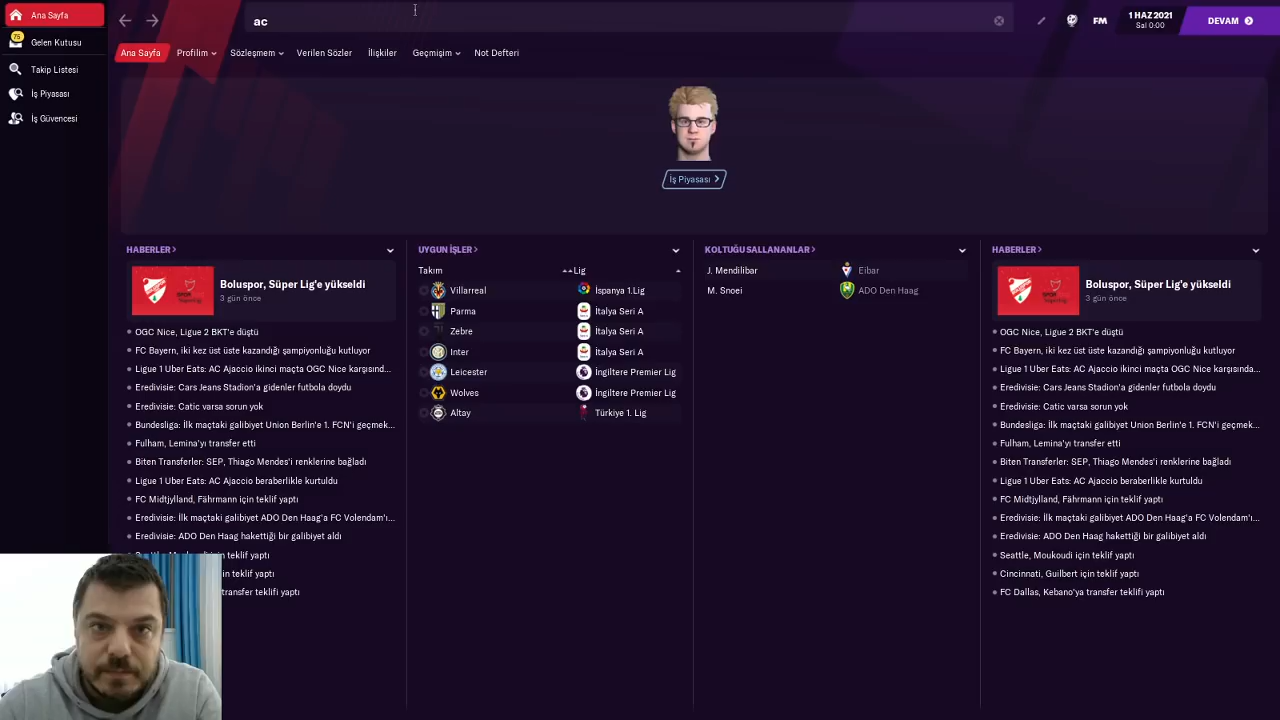 Ana Sayfa
75
Gelen Kutusu
Takip Listesi
İş Piyasası
İş Güvencesi
ac
FM
1 HAZ 2021
Sal 0:00
DEVAM
Ana Sayfa
Profilim
Sözleşmem
Verilen Sözler
İlişkiler
Geçmişim
Not Defteri
İş Piyasası
HABERLER
Boluspor, Süper Lig'e yükseldi
3 gün önce
OGC Nice, Ligue 2 BKT'e düştü
FC Bayern, iki kez üst üste kazandığı şampiyonluğu kutluyor
Ligue 1 Uber Eats: AC Ajaccio ikinci maçta OGC Nice karşısında...
Eredivisie: Cars Jeans Stadion'a gidenler futbola doydu
Eredivisie: Catic varsa sorun yok
Bundesliga: İlk maçtaki galibiyet Union Berlin'e 1. FCN'i geçmek...
Fulham, Lemina'yı transfer etti
Biten Transferler: SEP, Thiago Mendes'i renklerine bağladı
Ligue 1 Uber Eats: AC Ajaccio beraberlikle kurtuldu
FC Midtjylland, Fährmann için teklif yaptı
Eredivisie: İlk maçtaki galibiyet ADO Den Haag'a FC Volendam'ı...
Eredivisie: ADO Den Haag hakettiği bir galibiyet aldı
için teklif yaptı
için teklif yaptı
transfer teklifi yaptı
UYGUN İŞLER
Takım Lig
Villarreal İspanya 1.Lig
Parma İtalya Seri A
Zebre İtalya Seri A
Inter İtalya Seri A
Leicester İngiltere Premier Lig
Wolves İngiltere Premier Lig
Altay Türkiye 1. Lig
KOLTUĞU SALLANANLAR
J. Mendilibar Eibar
M. Snoei ADO Den Haag
HABERLER
Boluspor, Süper Lig'e yükseldi
3 gün önce
OGC Nice, Ligue 2 BKT'e düştü
FC Bayern, iki kez üst üste kazandığı şampiyonluğu kutluyor
Ligue 1 Uber Eats: AC Ajaccio ikinci maçta OGC Nice karşısında...
Eredivisie: Cars Jeans Stadion'a gidenler futbola doydu
Eredivisie: Catic varsa sorun yok
Bundesliga: İlk maçtaki galibiyet Union Berlin'e 1. FCN'i geçmek...
Fulham, Lemina'yı transfer etti
Biten Transferler: SEP, Thiago Mendes'i renklerine bağladı
Ligue 1 Uber Eats: AC Ajaccio beraberlikle kurtuldu
FC Midtjylland, Fährmann için teklif yaptı
Eredivisie: İlk maçtaki galibiyet ADO Den Haag'a FC Volendam'ı...
Eredivisie: ADO Den Haag hakettiği bir galibiyet aldı
Seattle, Moukoudi için teklif yaptı
Cincinnati, Guilbert için teklif yaptı
FC Dallas, Kebano'ya transfer teklifi yaptı